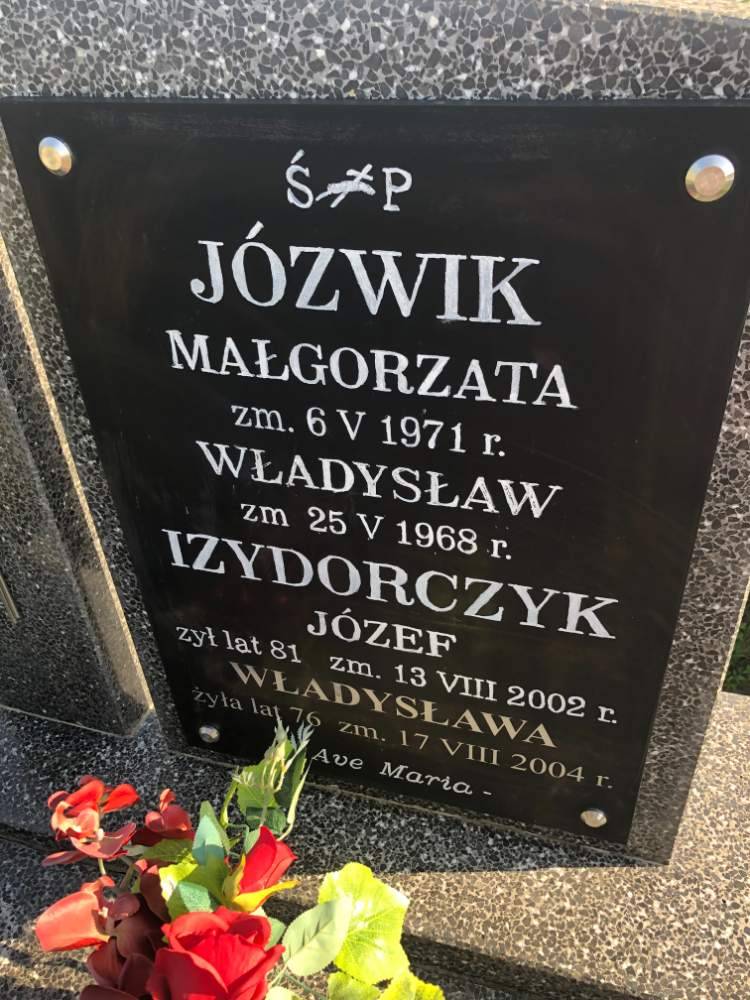 Ś P
JÓZWIK
MAŁGORZATA
zm. 6 V 1971 r.
WŁADYSŁAW
zm 25 V 1968 r.
IZYDORCZYK
JÓZEF
zył lat 81 zm. 13 VIII 2002 r.
WŁADYSŁAWA
żyła lat 76 zm. 17 VIII 2004 r.
Ave Maria -